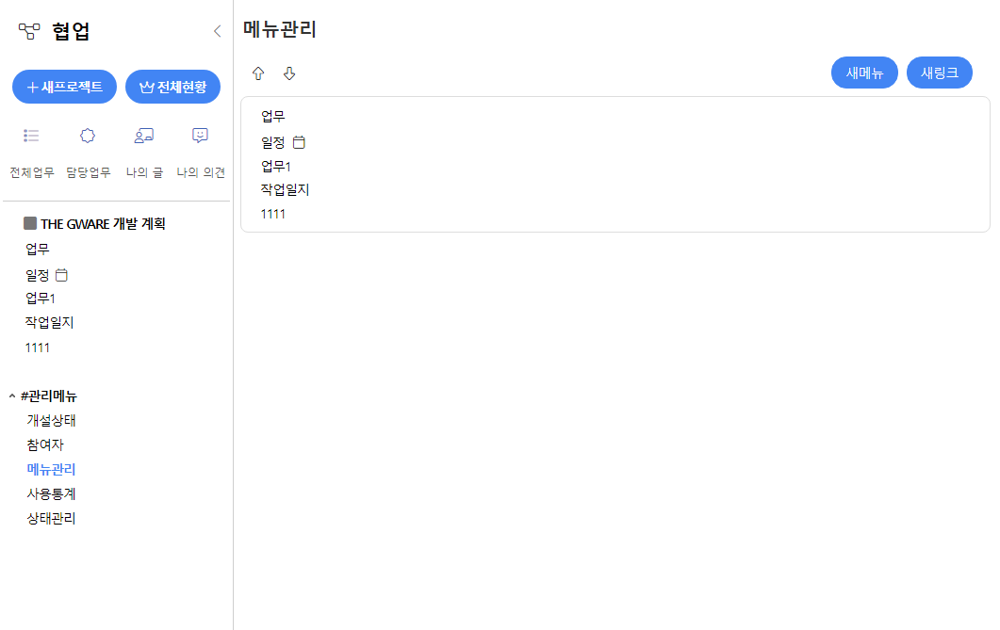 협업
새프로젝트 전체현황
전체업무 담당업무 나의 글 나의 의견
THE GWARE 개발 계획
업무
일정
업무1
작업일지
1111
#관리메뉴
개설상태
참여자
메뉴관리
사용통계
상태관리
메뉴관리
새메뉴 새링크
업무
일정
업무1
작업일지
1111